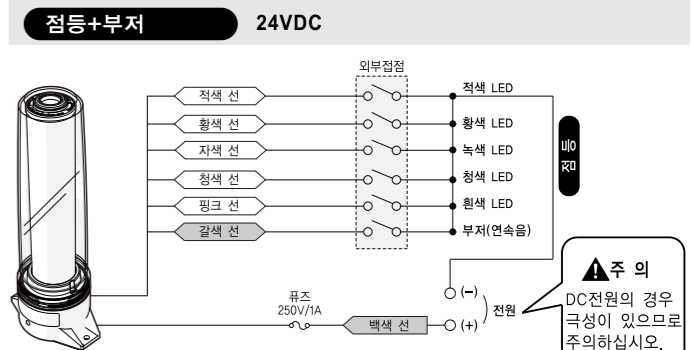 점등+부저 24VDC
외부접점
적색 선 적색 LED
황색 선 황색 LED
자색 선 녹색 LED
청색 선 청색 LED
핑크 선 흰색 LED
갈색 선 부저(연속음)
점등
퓨즈
250V/1A
백색 선
(−)
(+)
전원
주 의
DC전원의 경우
극성이 있으므로
주의하십시오.